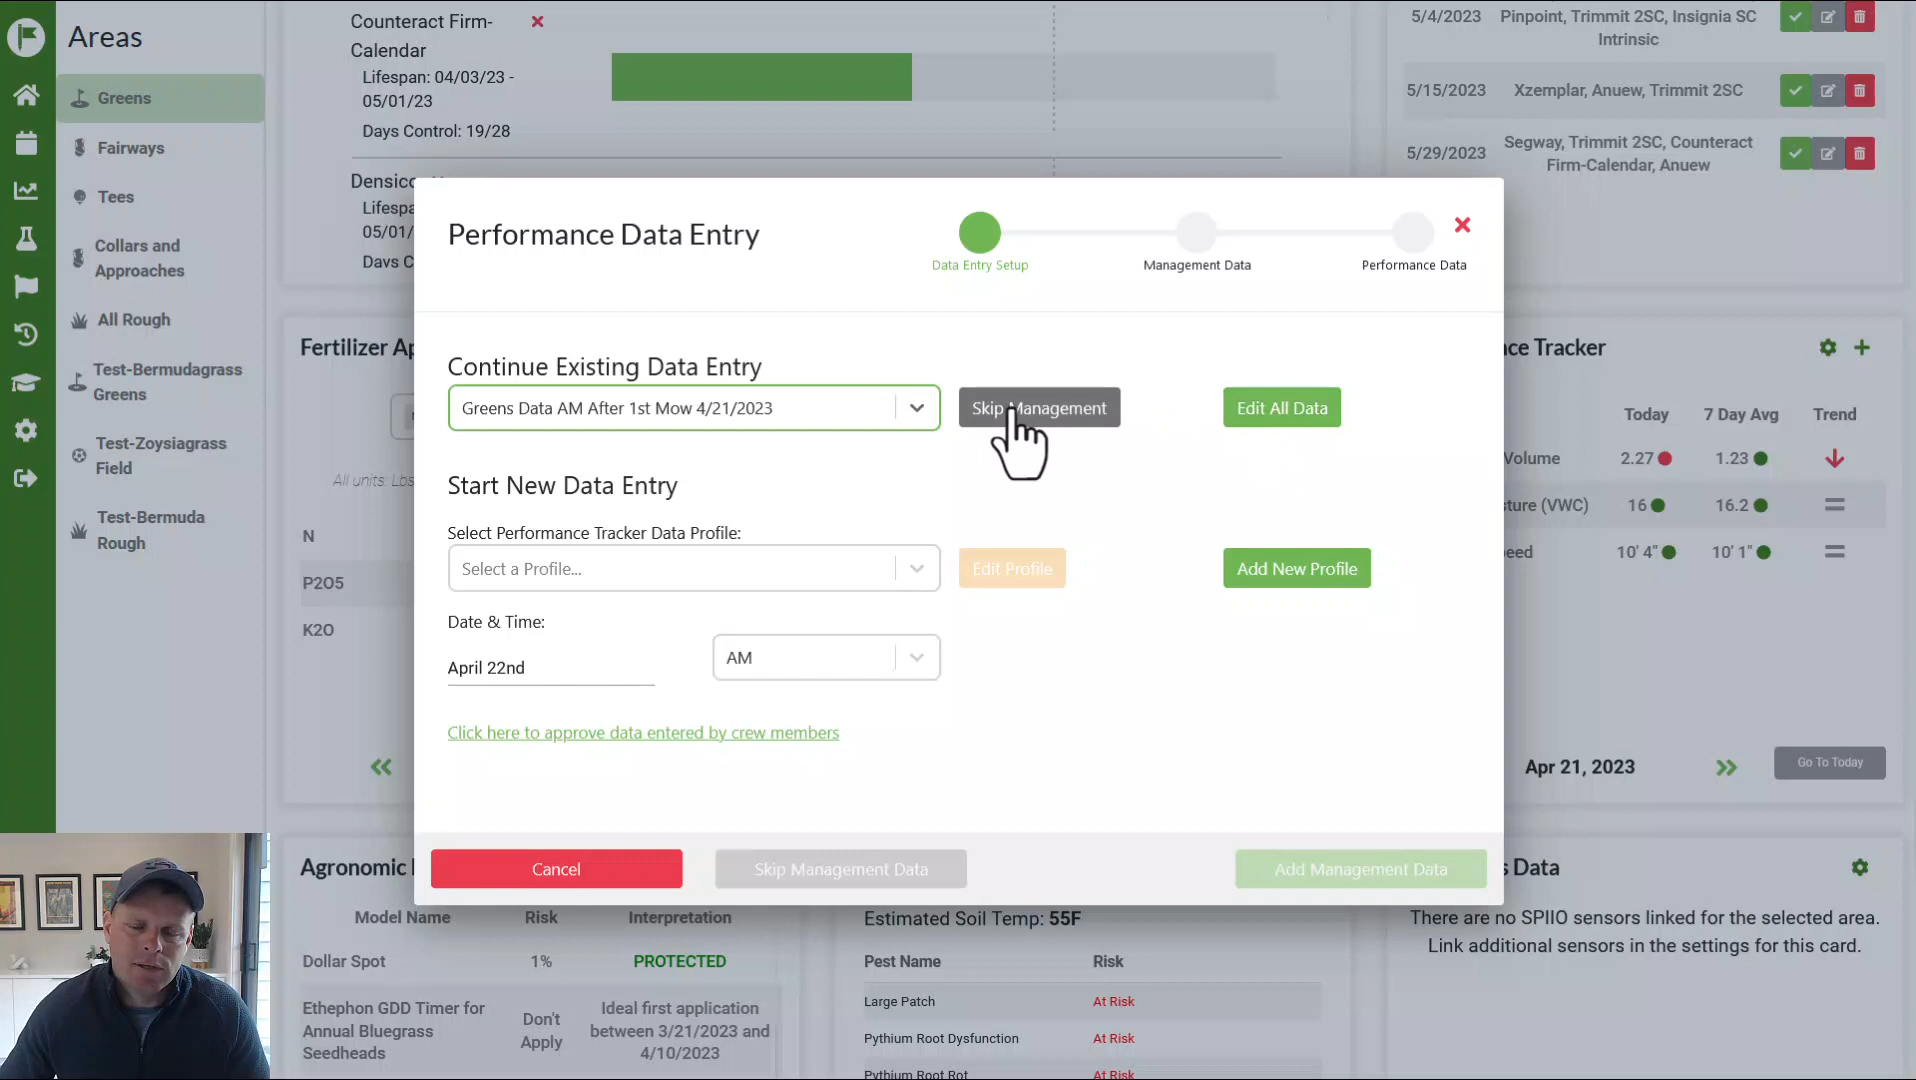 Areas
Greens
Fairways
Tees
Collars and
Approaches
All Rough
Test-Bermudagrass
Greens
Test-Zoysiagrass
Field
Test-Bermuda
Rough
Counteract Firm-
Calendar
Lifespan: 04/03/23 -
05/01/23
Days Control: 19/28
Densico
Lifespa
05/01/
Days C
5/4/2023 Pinpoint, Trimmit 2SC, Insignia SC
Intrinsic
5/15/2023 Xzemplar, Anuew, Trimmit 2SC
5/29/2023 Segway, Trimmit 2SC, Counteract
Firm-Calendar, Anuew
Performance Data Entry
Data Entry Setup
Management Data
Performance Data
Continue Existing Data Entry
Greens Data AM After 1st Mow 4/21/2023
Skip Management
Edit All Data
Start New Data Entry
Select Performance Tracker Data Profile:
Select a Profile...
Edit Profile
Add New Profile
Date & Time:
April 22nd
AM
Click here to approve data entered by crew members
Cancel
Skip Management Data
Add Management Data
Fertilizer Ap
All units: Lbs
N
P2O5
K2O
ce Tracker
Today 7 Day Avg Trend
Volume 2.27 1.23
ture (VWC) 16 16.2
eed 10' 4" 10' 1"
Apr 21, 2023
Go To Today
Agronomic
Model Name Risk Interpretation
Dollar Spot 1% PROTECTED
Ethephon GDD Timer for
Annual Bluegrass
Seedheads
Don't
Apply
Ideal first application
between 3/21/2023 and
4/10/2023
Estimated Soil Temp: 55F
Pest Name Risk
Large Patch At Risk
Pythium Root Dysfunction At Risk
Pythium Root Rot At Risk
s Data
There are no SPIIO sensors linked for the selected area.
Link additional sensors in the settings for this card.